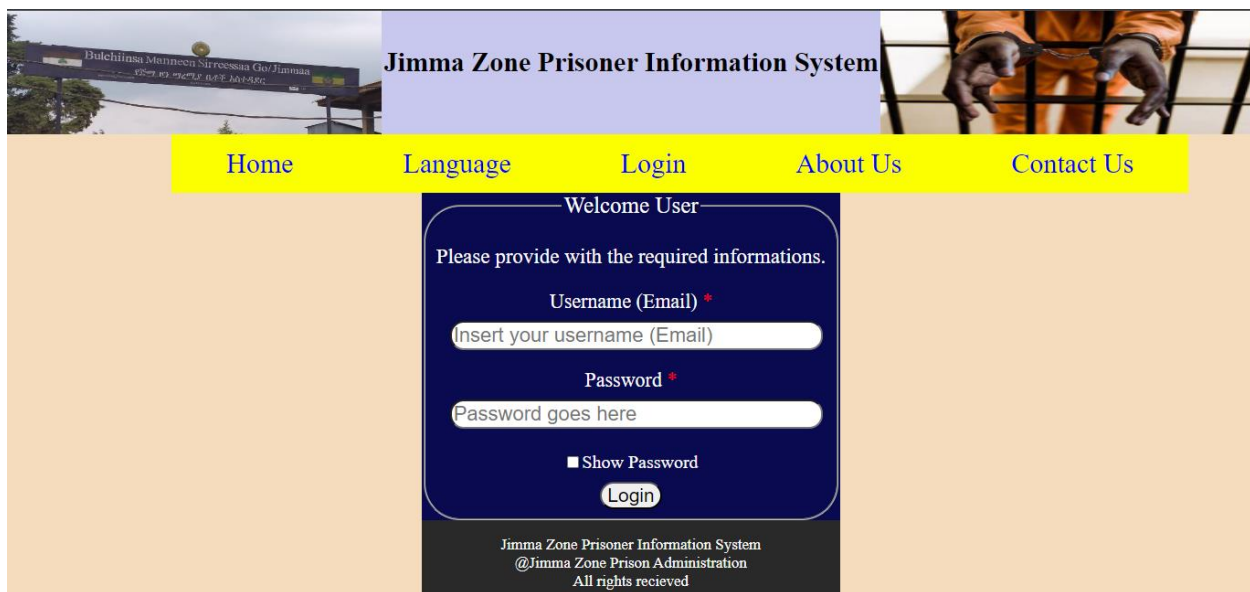 Bulchiinsa Manneen Sirreessaa Go/Jimmaa
Jimma Zone Prisoner Information System
Home Language Login About Us Contact Us
Welcome User
Please provide with the required informations.
Username (Email) *
Insert your username (Email)
Password *
Password goes here
Show Password
Login
Jimma Zone Prisoner Information System
@Jimma Zone Prison Administration
All rights recieved